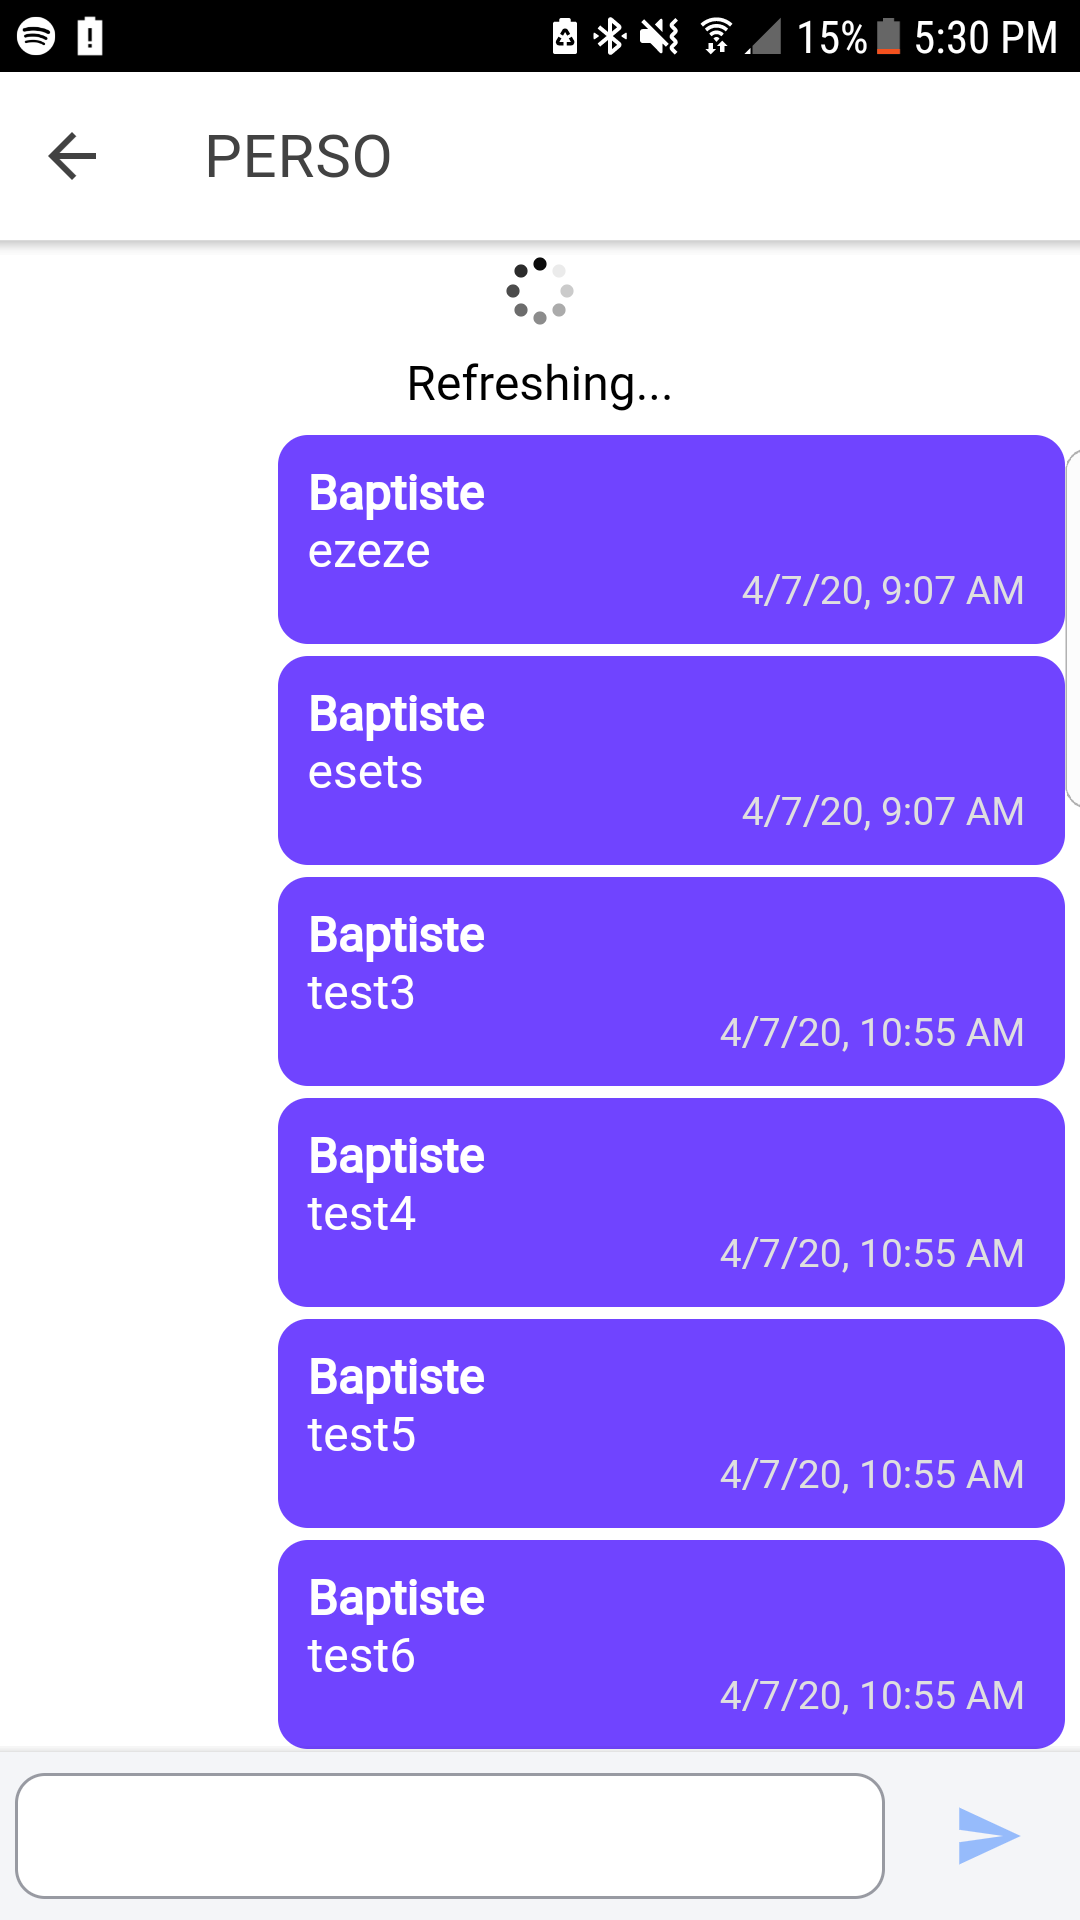 15% 5:30 PM
PERSO
Refreshing...
Baptiste
ezeze
4/7/20, 9:07 AM
Baptiste
esets
4/7/20, 9:07 AM
Baptiste
test3
4/7/20, 10:55 AM
Baptiste
test4
4/7/20, 10:55 AM
Baptiste
test5
4/7/20, 10:55 AM
Baptiste
test6
4/7/20, 10:55 AM